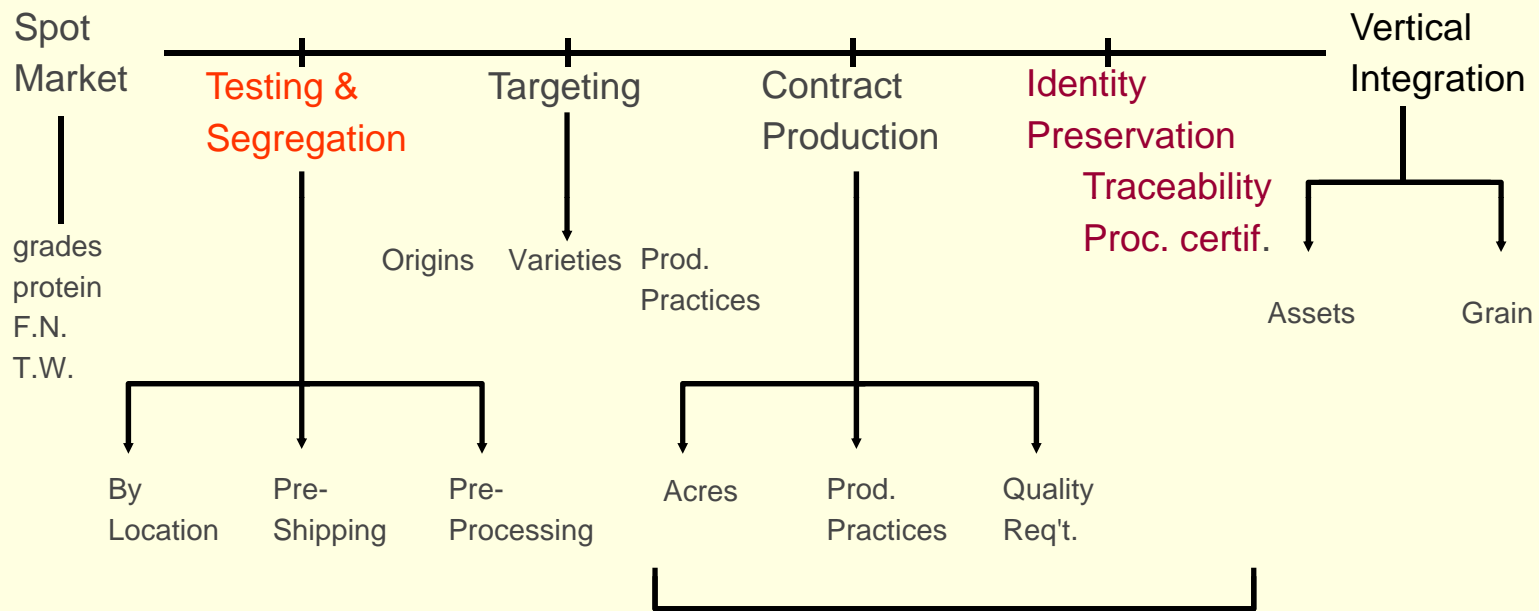 Spot
Market
Testing &
Segregation
Targeting
Contract
Production
Identity
Preservation
Traceability
Proc. certif.
Vertical
Integration
grades
protein
F.N.
T.W.
Origins
Varieties
Prod.
Practices
Assets
Grain
By
Location
Pre-
Shipping
Pre-
Processing
Acres
Prod.
Practices
Quality
Req't.